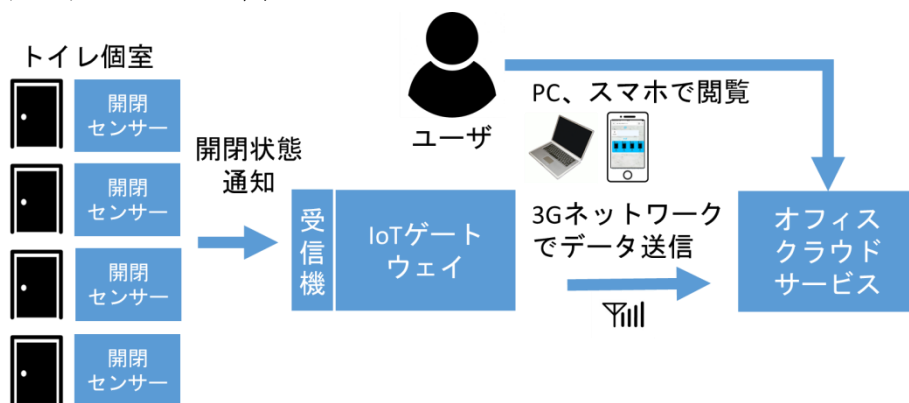 トイレ個室
開閉
センサー
開閉
センサー
開閉
センサー
開閉
センサー
開閉状態
通知
受信機
IoTゲート
ウェイ
ユーザ
PC、スマホで閲覧
3Gネットワーク
でデータ送信
オフィス
クラウド
サービス